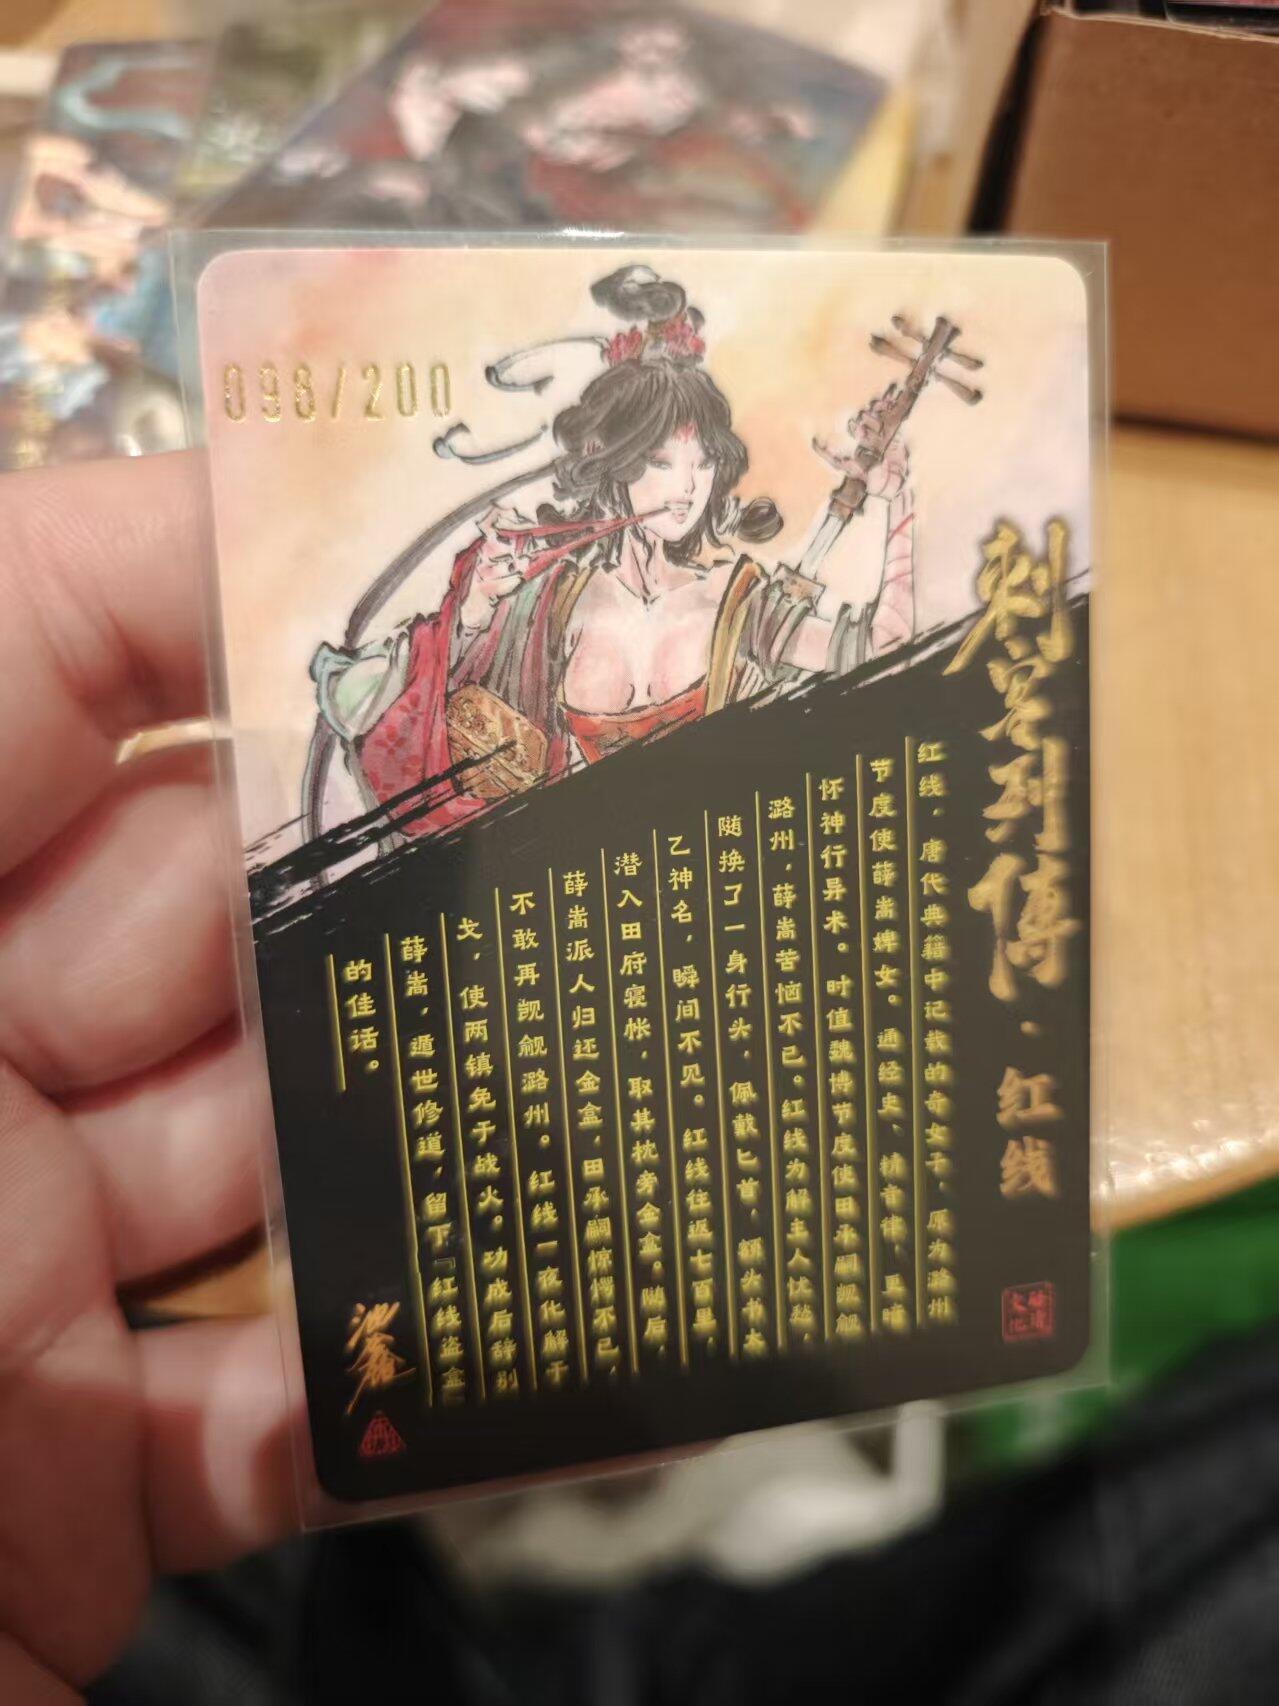 098/200
刺客列傳·红线
红线，唐代典籍中记载的奇女子，原为潞州
节度使薛嵩婢女。通经史、精音律，更暗
怀神行异术。时值魏博节度使田承嗣觊觎
潞州，薛嵩苦恼不已。红线为解主人忧愁，
随换了一身行头，佩戴匕首，额头书太
乙神名，瞬间不见。红线往返七百里，
潜入田府寝帐，取其枕旁金盒。随后，
薛嵩派人归还金盒，田承嗣惊愕不已，
不敢再觊觎潞州。红线一夜化解干
戈，使两镇免于战火。功成后辞别
薛嵩，遁世修道，留下『红线盗盒』
的佳话。